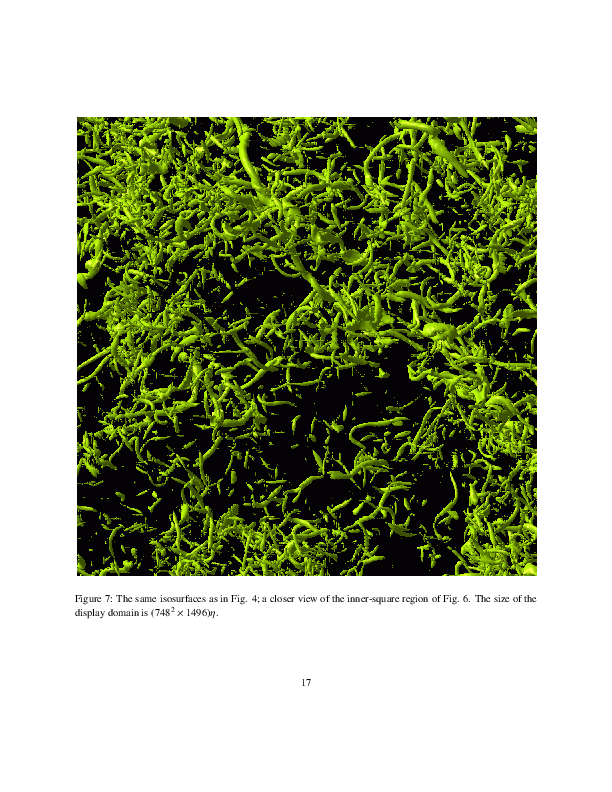 Figure 7: The same isosurfaces as in Fig. 4; a closer view of the inner-square region of Fig. 6. The size of the
display domain is (748² × 1496)η.
17